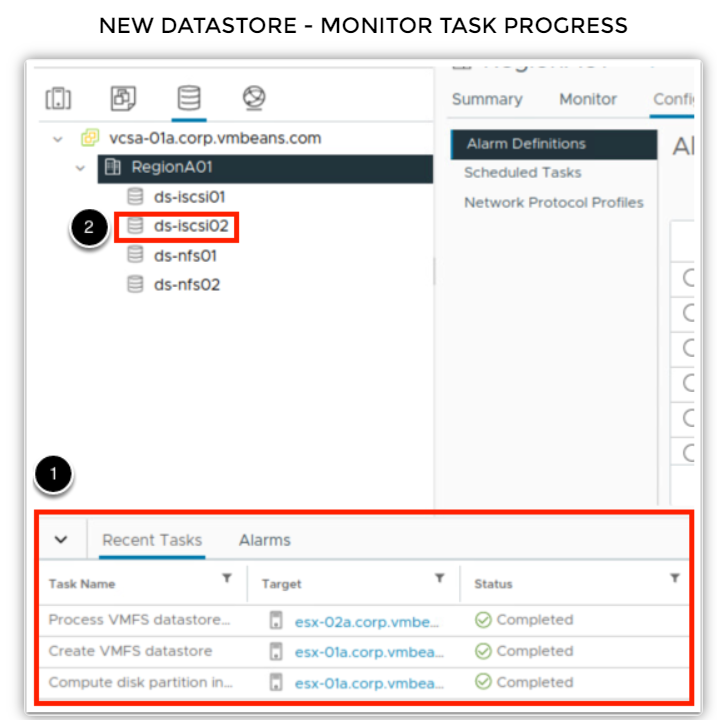 NEW DATASTORE - MONITOR TASK PROGRESS
Summary Monitor
vcsa-01a.corp.vmbeans.com
Alarm Definitions
RegionA01
Scheduled Tasks
ds-iscsi01
Network Protocol Profiles
2 ds-iscsi02
ds-nfs01
ds-nfs02
1
Recent Tasks Alarms
Task Name Target Status
Process VMFS datastore... esx-02a.corp.vmbe... Completed
Create VMFS datastore esx-01a.corp.vmbea... Completed
Compute disk partition in... esx-01a.corp.vmbea... Completed